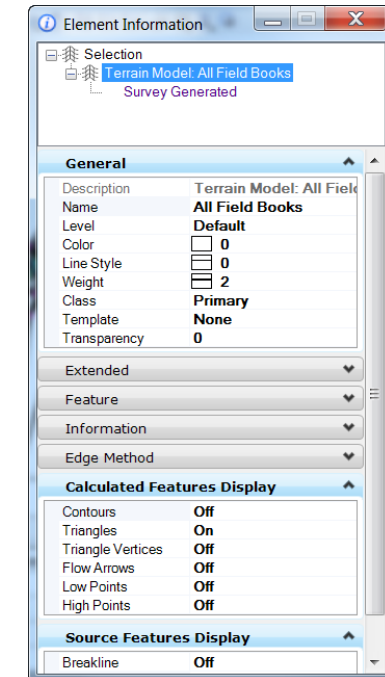 Element Information
Selection
Terrain Model: All Field Books
Survey Generated
General
Description Terrain Model: All Field
Name All Field Books
Level Default
Color 0
Line Style 0
Weight 2
Class Primary
Template None
Transparency 0
Extended
Feature
Information
Edge Method
Calculated Features Display
Contours Off
Triangles On
Triangle Vertices Off
Flow Arrows Off
Low Points Off
High Points Off
Source Features Display
Breakline Off